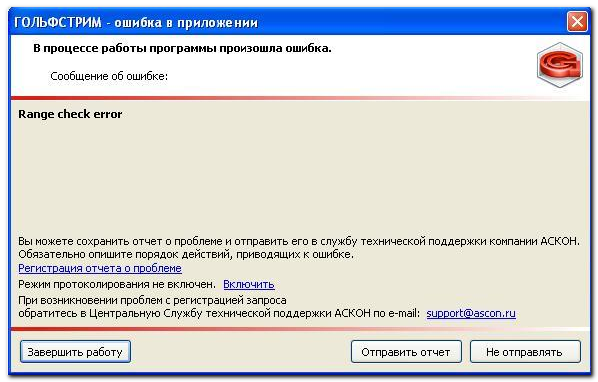 ГОЛЬФСТРИМ - ошибка в приложении
В процессе работы программы произошла ошибка.
Сообщение об ошибке:
Range check error
Вы можете сохранить отчет о проблеме и отправить его в службу технической поддержки компании АСКОН.
Обязательно опишите порядок действий, приводящих к ошибке.
Регистрация отчета о проблеме
Режим протоколирования не включен. Включить
При возникновении проблем с регистрацией запроса
обратитесь в Центральную Службу технической поддержки АСКОН по e-mail: support@ascon.ru
Завершить работу Отправить отчет Не отправлять